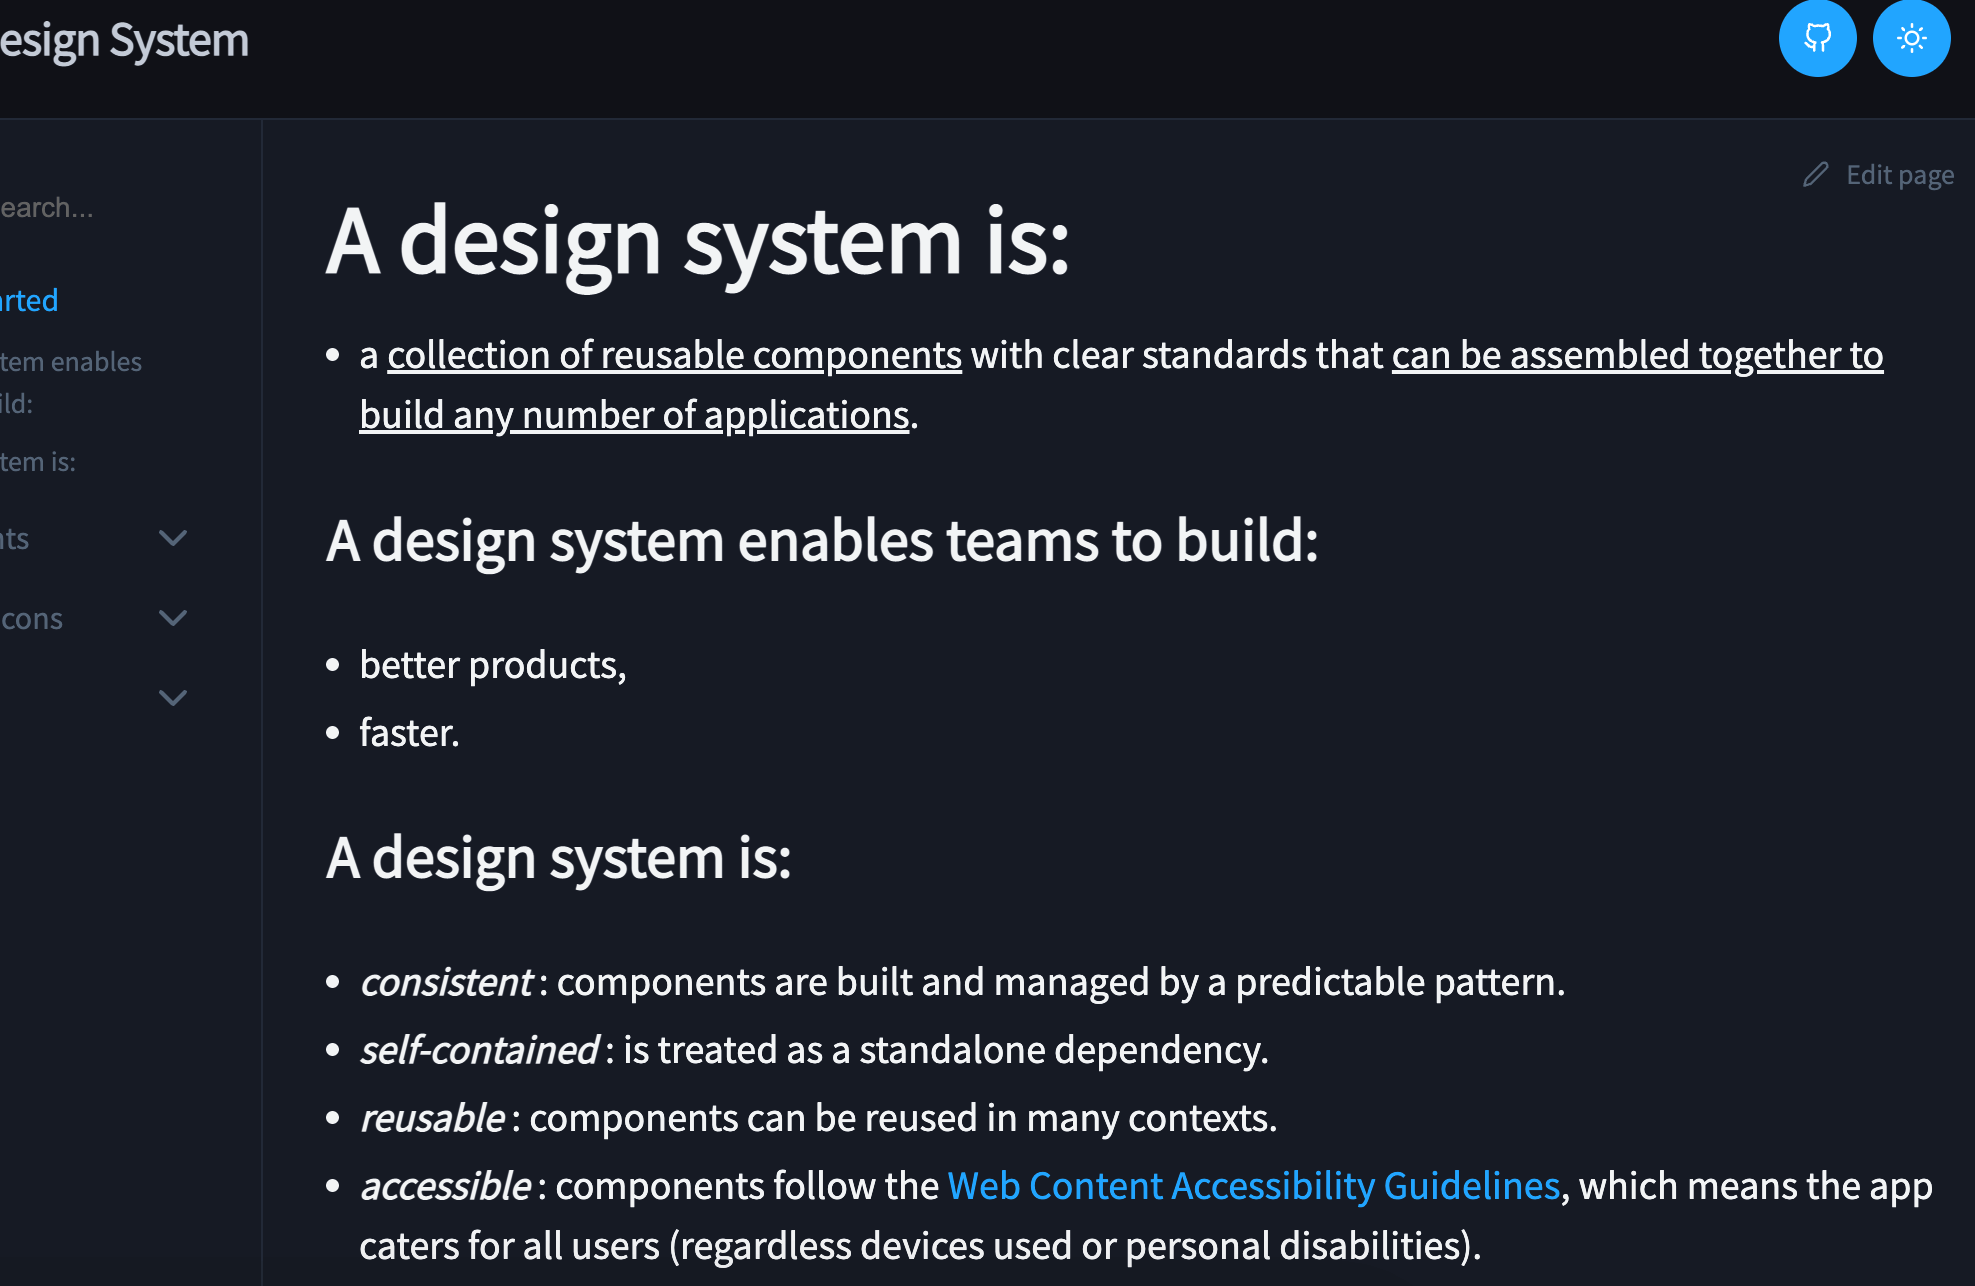 esign System
Edit page
earch...
arted
tem enables
ild:
tem is:
nts
cons
A design system is:
• a collection of reusable components with clear standards that can be assembled together to
build any number of applications.
A design system enables teams to build:
• better products,
• faster.
A design system is:
• consistent : components are built and managed by a predictable pattern.
• self-contained : is treated as a standalone dependency.
• reusable : components can be reused in many contexts.
• accessible : components follow the Web Content Accessibility Guidelines, which means the app
caters for all users (regardless devices used or personal disabilities).